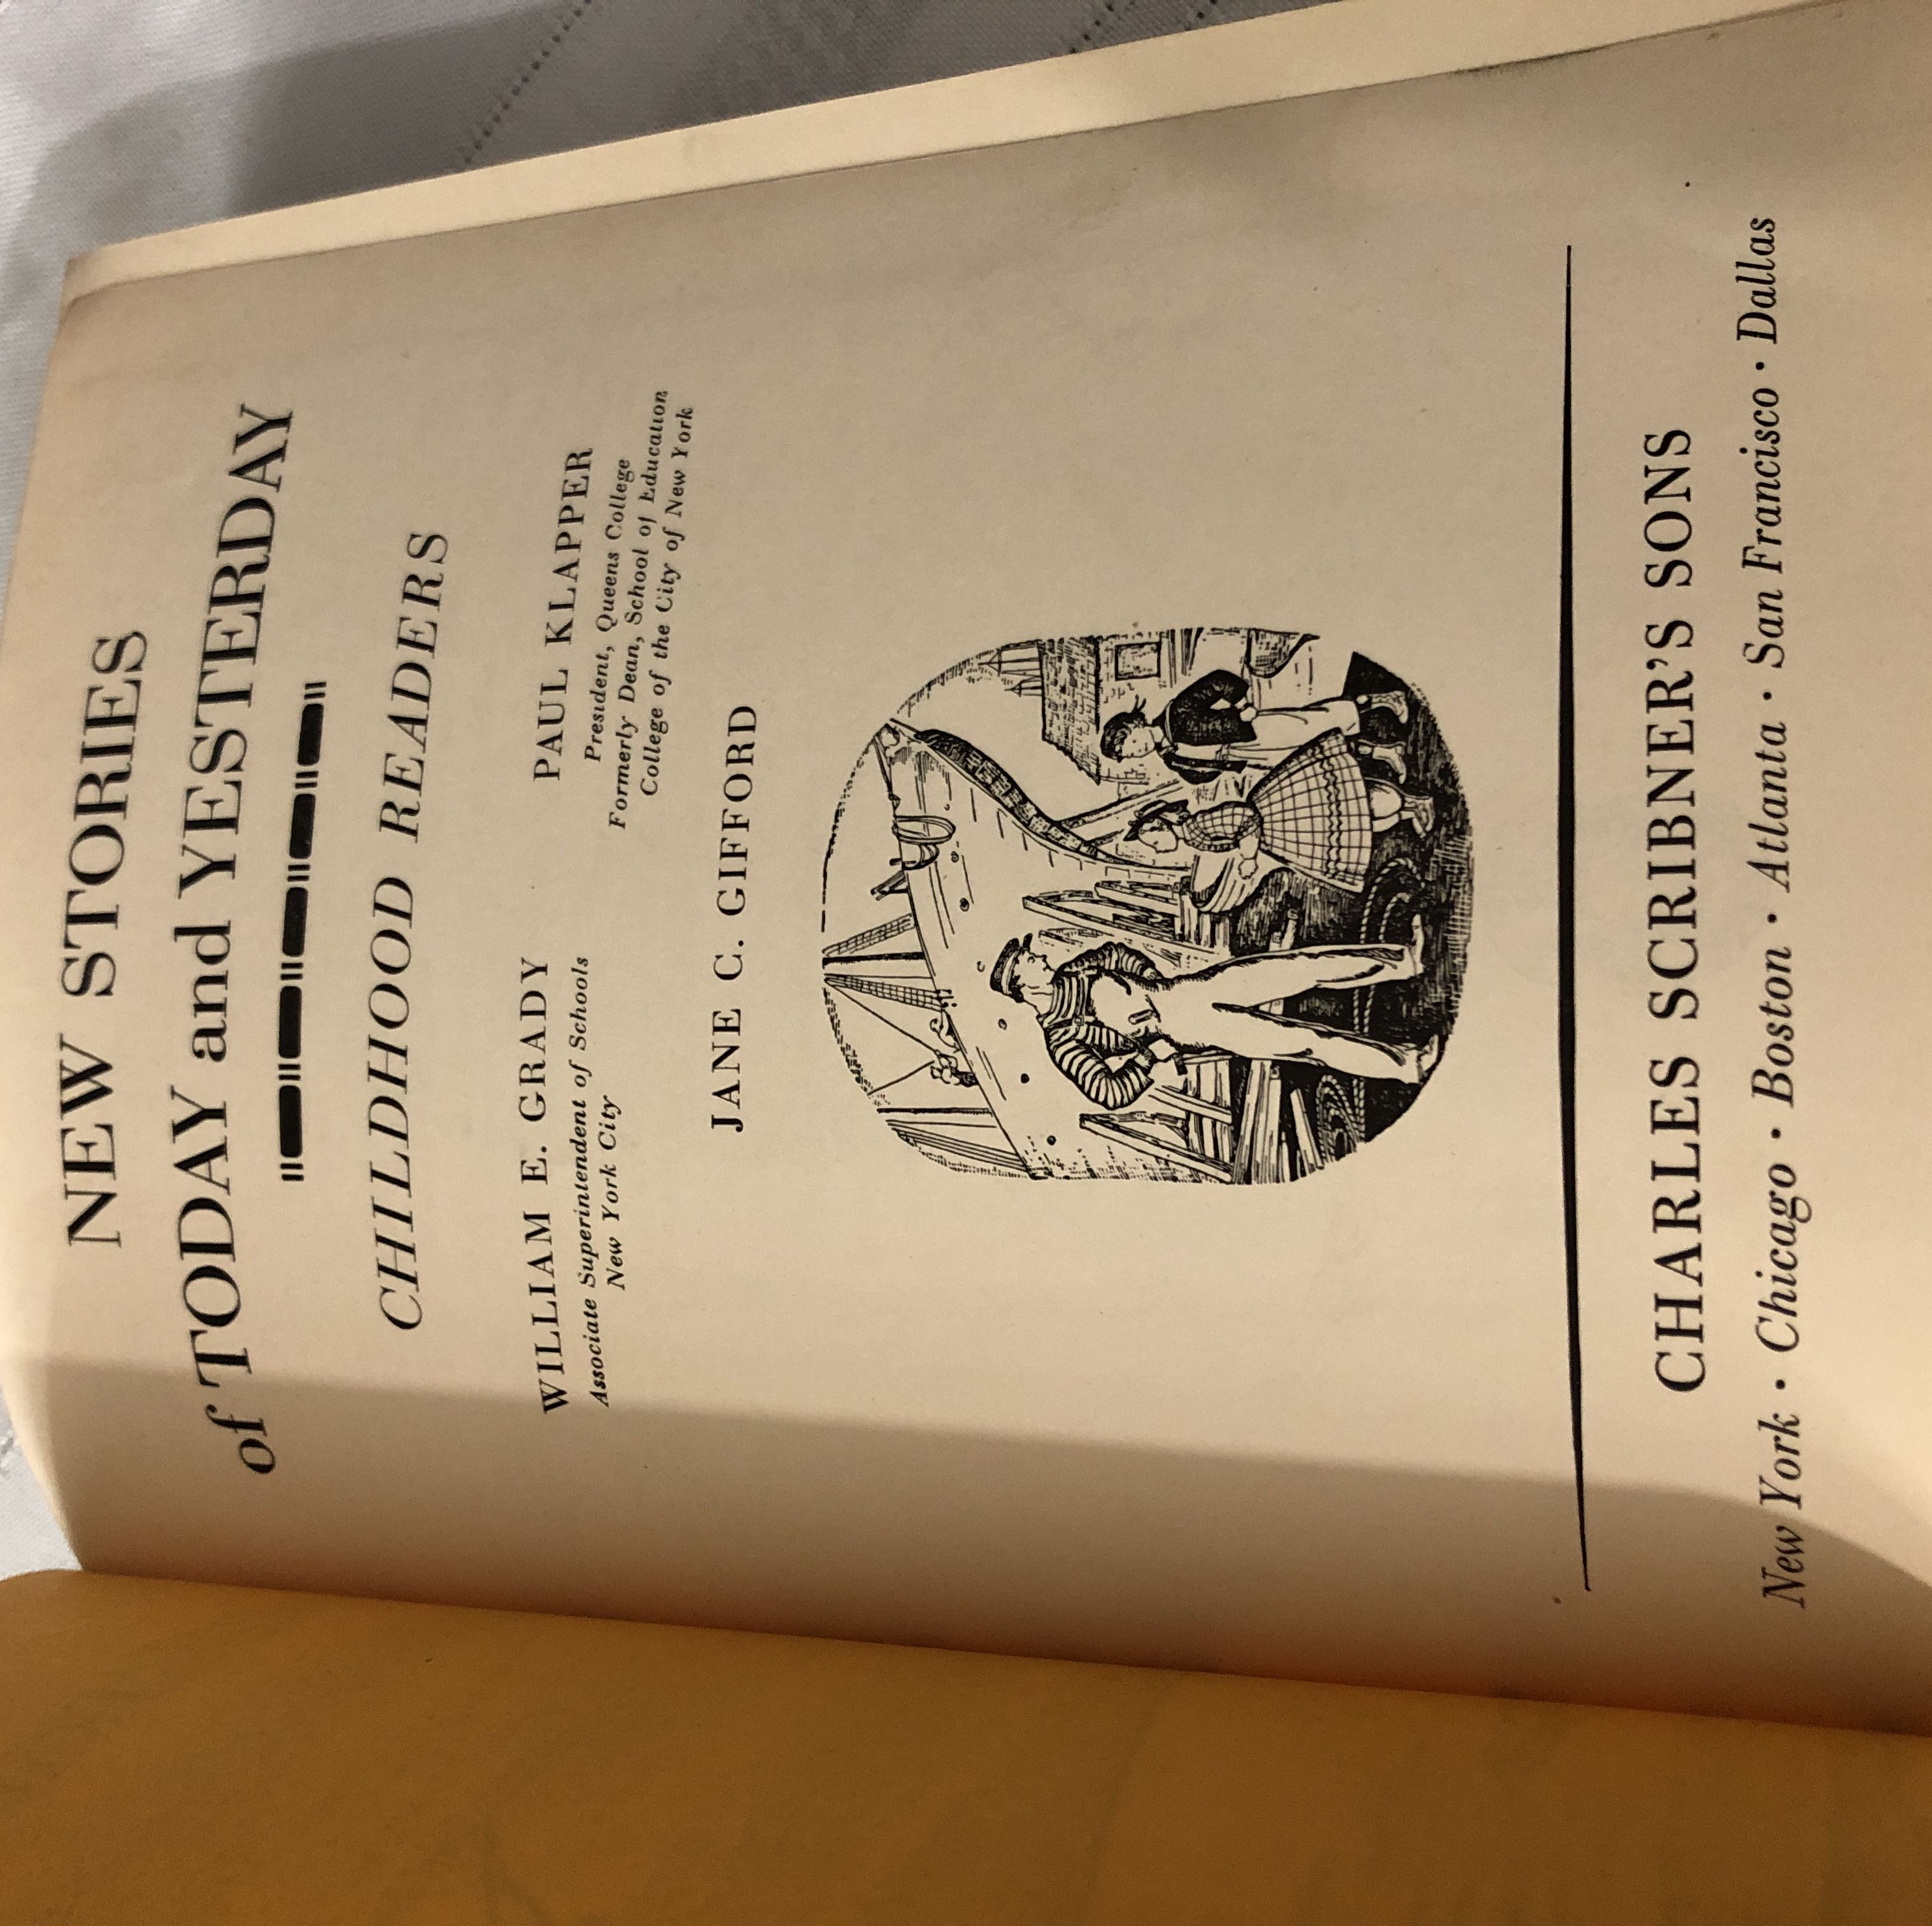 NEW STORIES
of TODAY and YESTERDAY
CHILDHOOD READERS
WILLIAM E. GRADY
Associate Superintendent of Schools
New York City
PAUL KLAPPER
President, Queens College
Formerly Dean, School of Education
College of the City of New York
JANE C. GIFFORD
CHARLES SCRIBNER'S SONS
New York · Chicago · Boston · Atlanta · San Francisco · Dallas